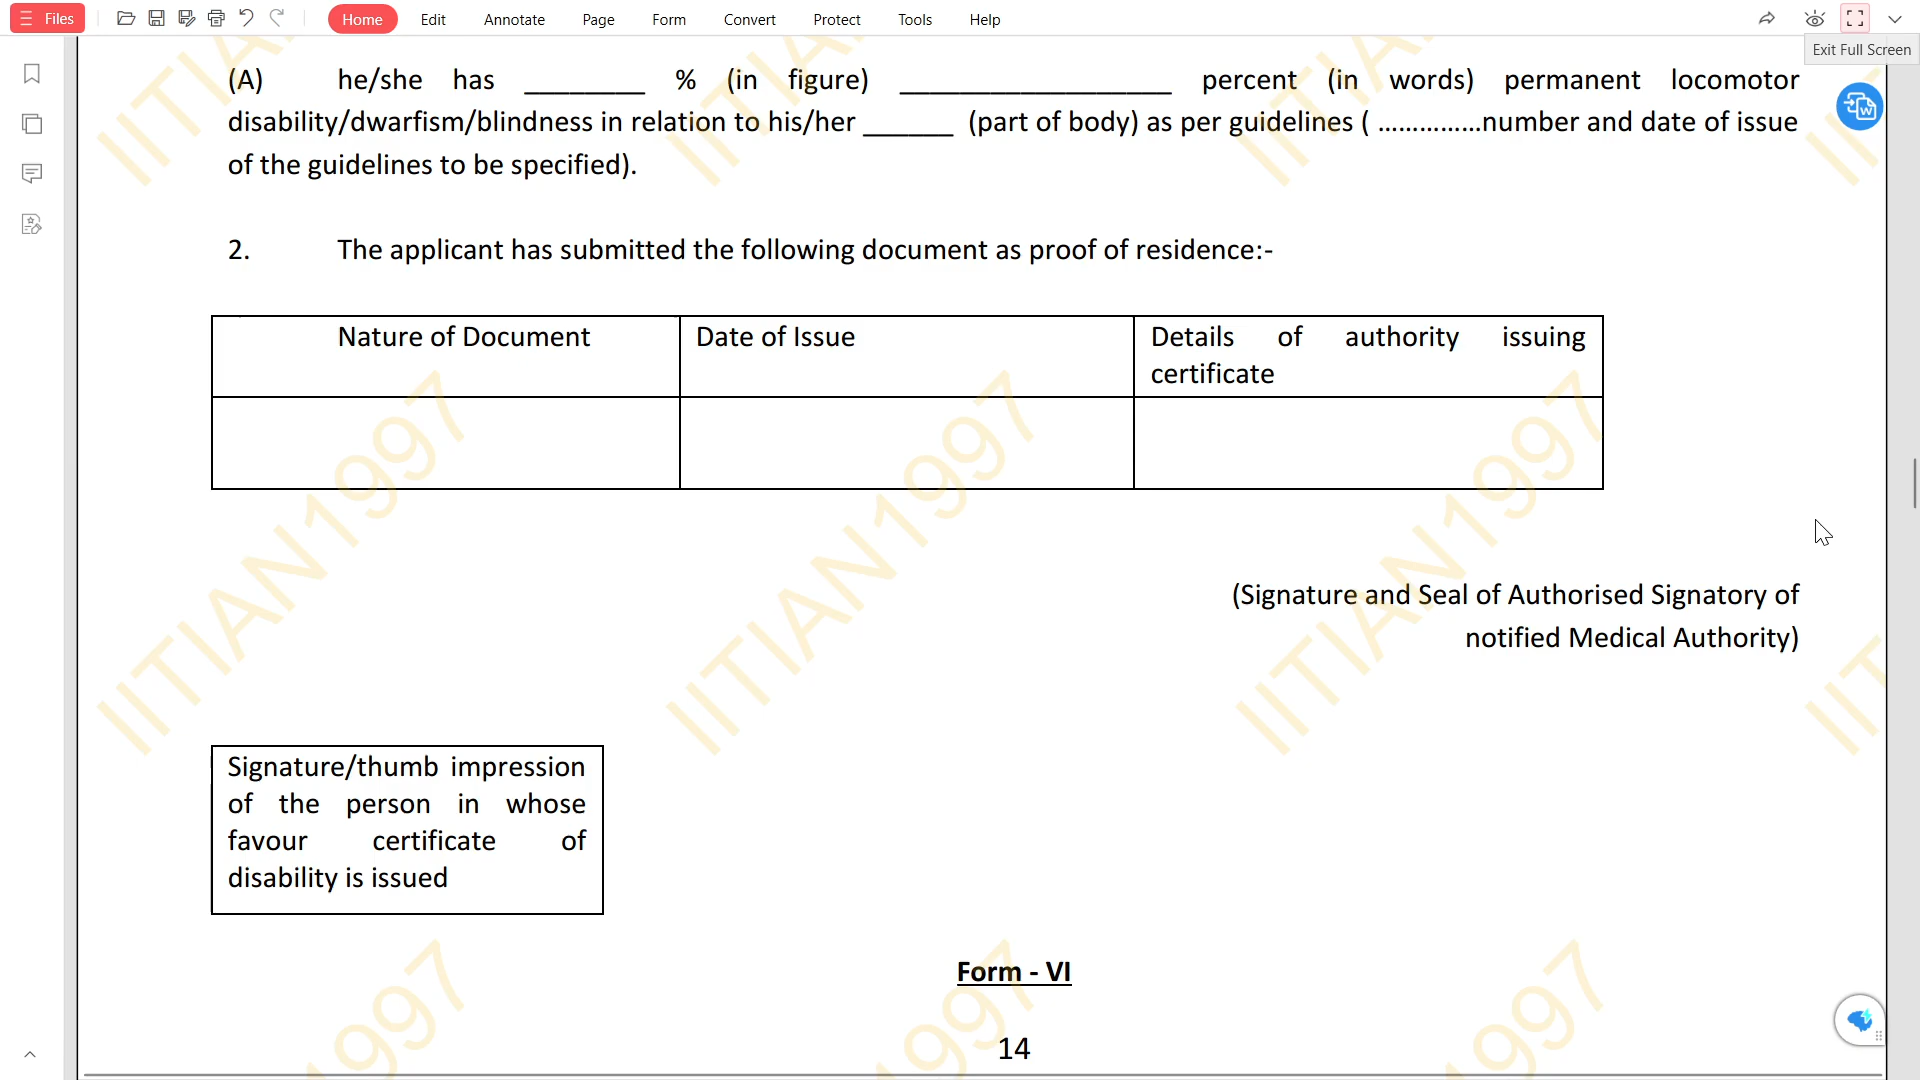 Files Home Edit Annotate Page Form Convert Protect Tools Help
Exit Full Screen
(A) he/she has ________ % (in figure) __________________ percent (in words) permanent locomotor
disability/dwarfism/blindness in relation to his/her ______ (part of body) as per guidelines ( ...............number and date of issue
of the guidelines to be specified).
2. The applicant has submitted the following document as proof of residence:-
Nature of Document Date of Issue Details of authority issuing
certificate
(Signature and Seal of Authorised Signatory of
notified Medical Authority)
Signature/thumb impression
of the person in whose
favour certificate of
disability is issued
Form - VI
14
IITIAN1997
IITIAN1997
IITIAN1997